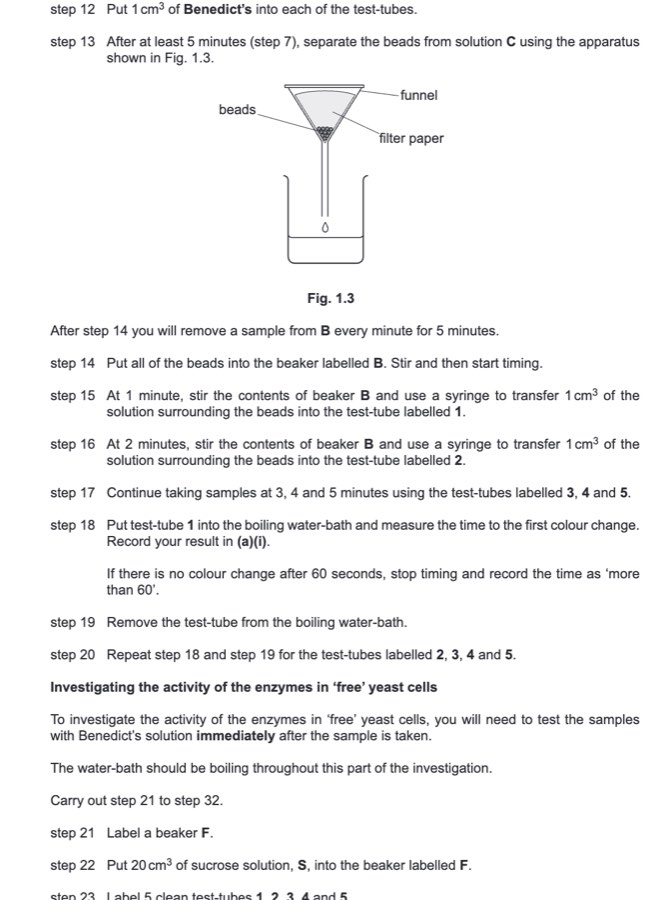 step 12 Put 1 cm³ of Benedict's into each of the test-tubes.
step 13 After at least 5 minutes (step 7), separate the beads from solution C using the apparatus
shown in Fig. 1.3.
funnel
beads
filter paper
Fig. 1.3
After step 14 you will remove a sample from B every minute for 5 minutes.
step 14 Put all of the beads into the beaker labelled B. Stir and then start timing.
step 15 At 1 minute, stir the contents of beaker B and use a syringe to transfer 1 cm³ of the
solution surrounding the beads into the test-tube labelled 1.
step 16 At 2 minutes, stir the contents of beaker B and use a syringe to transfer 1 cm³ of the
solution surrounding the beads into the test-tube labelled 2.
step 17 Continue taking samples at 3, 4 and 5 minutes using the test-tubes labelled 3, 4 and 5.
step 18 Put test-tube 1 into the boiling water-bath and measure the time to the first colour change.
Record your result in (a)(i).
If there is no colour change after 60 seconds, stop timing and record the time as 'more
than 60'.
step 19 Remove the test-tube from the boiling water-bath.
step 20 Repeat step 18 and step 19 for the test-tubes labelled 2, 3, 4 and 5.
Investigating the activity of the enzymes in 'free' yeast cells
To investigate the activity of the enzymes in 'free' yeast cells, you will need to test the samples
with Benedict's solution immediately after the sample is taken.
The water-bath should be boiling throughout this part of the investigation.
Carry out step 21 to step 32.
step 21 Label a beaker F.
step 22 Put 20 cm³ of sucrose solution, S, into the beaker labelled F.
step 23 Label 5 clean test-tubes 1, 2, 3, 4 and 5